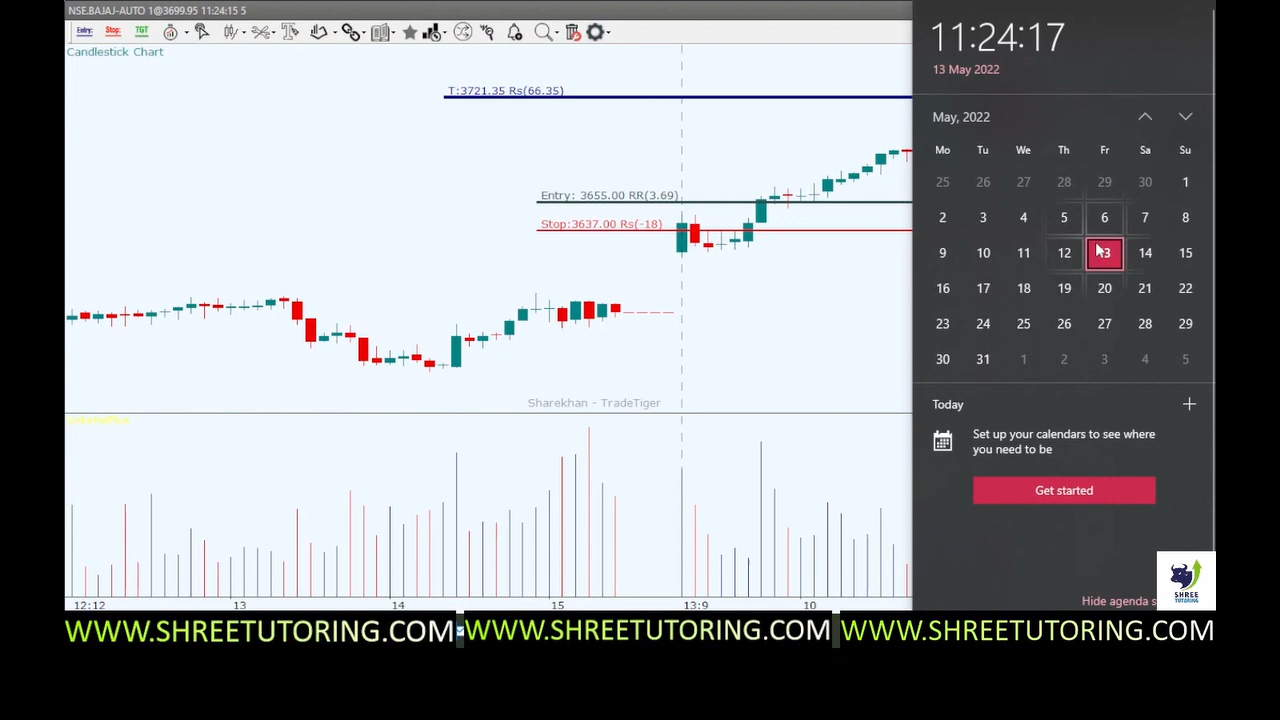 NSE.BAJAJ-AUTO 1@3699.95 11:24:15 5
Entry: Stop: TGT
Candlestick Chart
T:3721.35 Rs(66.35)
Entry: 3655.00 RR(3.69)
Stop:3637.00 Rs(-18)
Sharekhan - TradeTiger
12:12 13 14 15 13:9 10
11:24:17
13 May 2022
May, 2022
Mo Tu We Th Fr Sa Su
25 26 27 28 29 30 1
2 3 4 5 6 7 8
9 10 11 12 13 14 15
16 17 18 19 20 21 22
23 24 25 26 27 28 29
30 31 1 2 3 4 5
Today
Set up your calendars to see where
you need to be
Get started
Hide agenda
SHREE
TUTORING
WWW.SHREETUTORING.COM WWW.SHREETUTORING.COM WWW.SHREETUTORING.COM